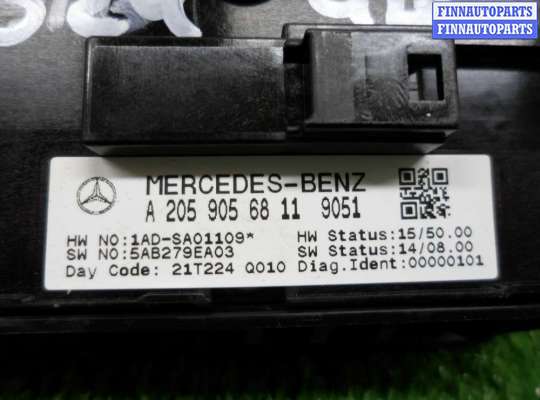 FINNAUTOPARTS
FINNAUTOPARTS
MERCEDES-BENZ
A 205 905 68 11 9051
HW NO:1AD-SA01109* HW Status:15/50.00
SW NO:5AB279EA03 SW Status:14/08.00
Day Code: 21T224 Q010 Diag.Ident:00000101